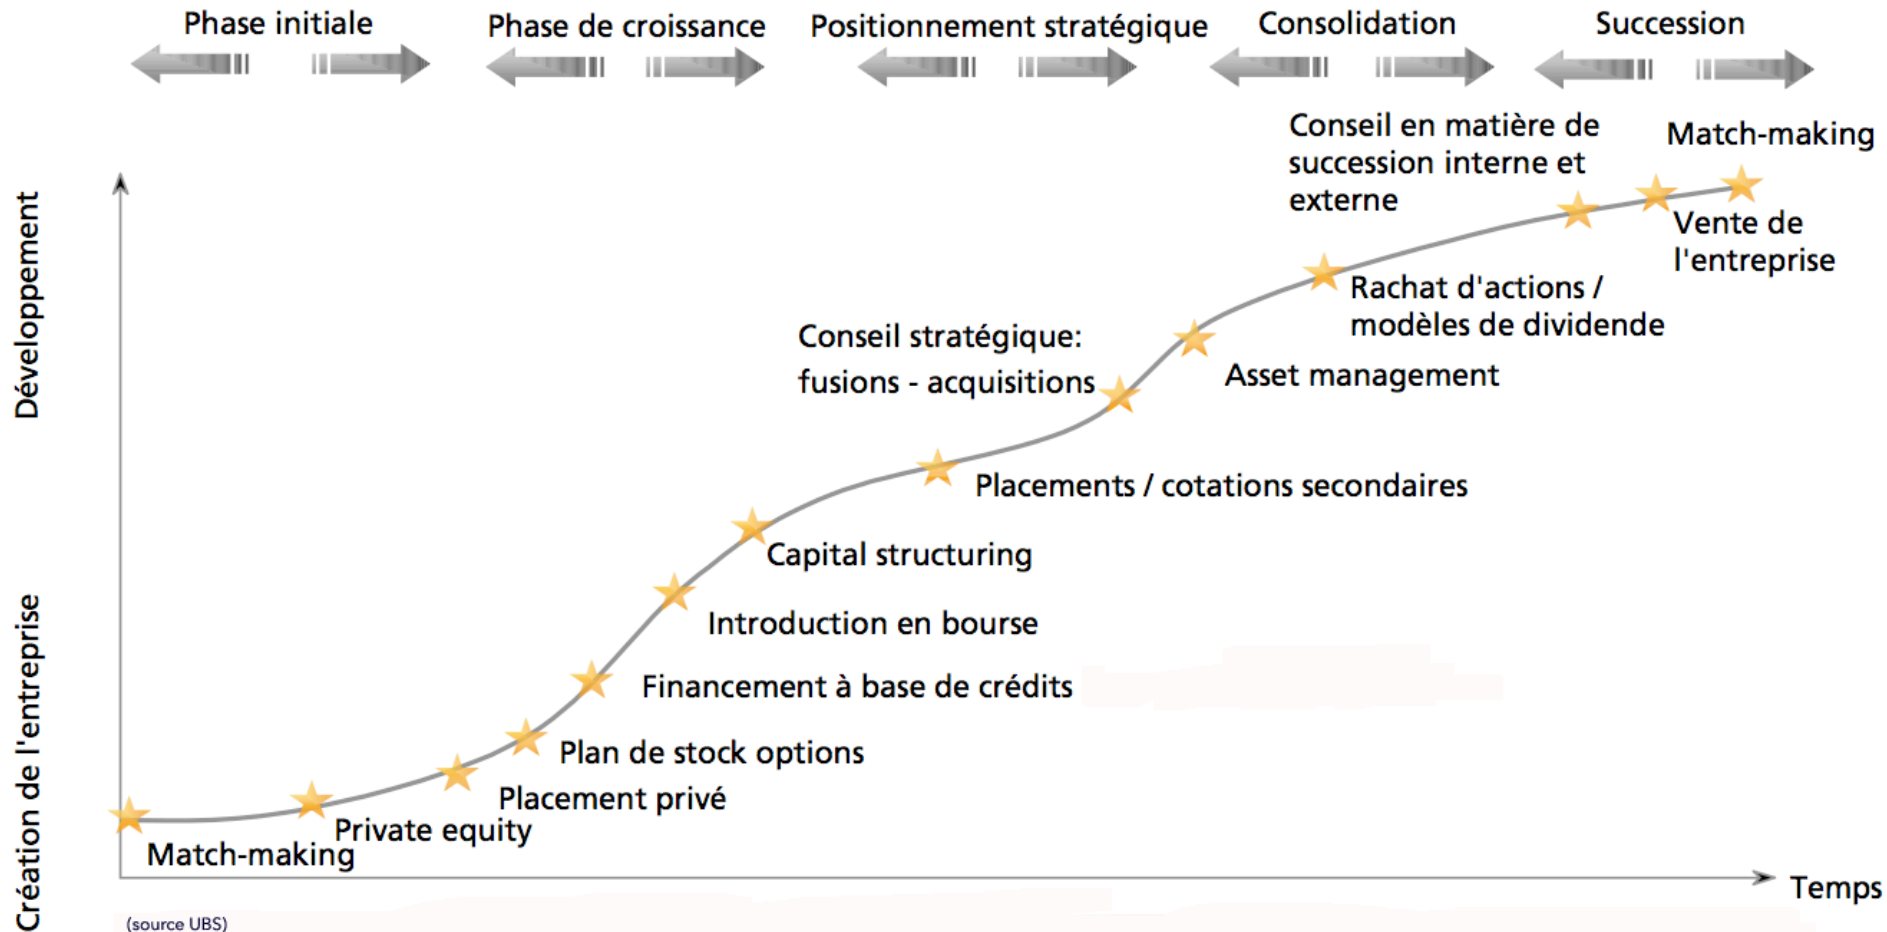 Phase initiale
Phase de croissance
Positionnement stratégique
Consolidation
Succession
Conseil en matière de
succession interne et
externe
Match-making
Vente de
l'entreprise
Rachat d'actions /
modèles de dividende
Conseil stratégique:
fusions - acquisitions
Asset management
Placements / cotations secondaires
Capital structuring
Introduction en bourse
Financement à base de crédits
Plan de stock options
Placement privé
Private equity
Match-making
Développement
Création de l'entreprise
Temps
(source UBS)